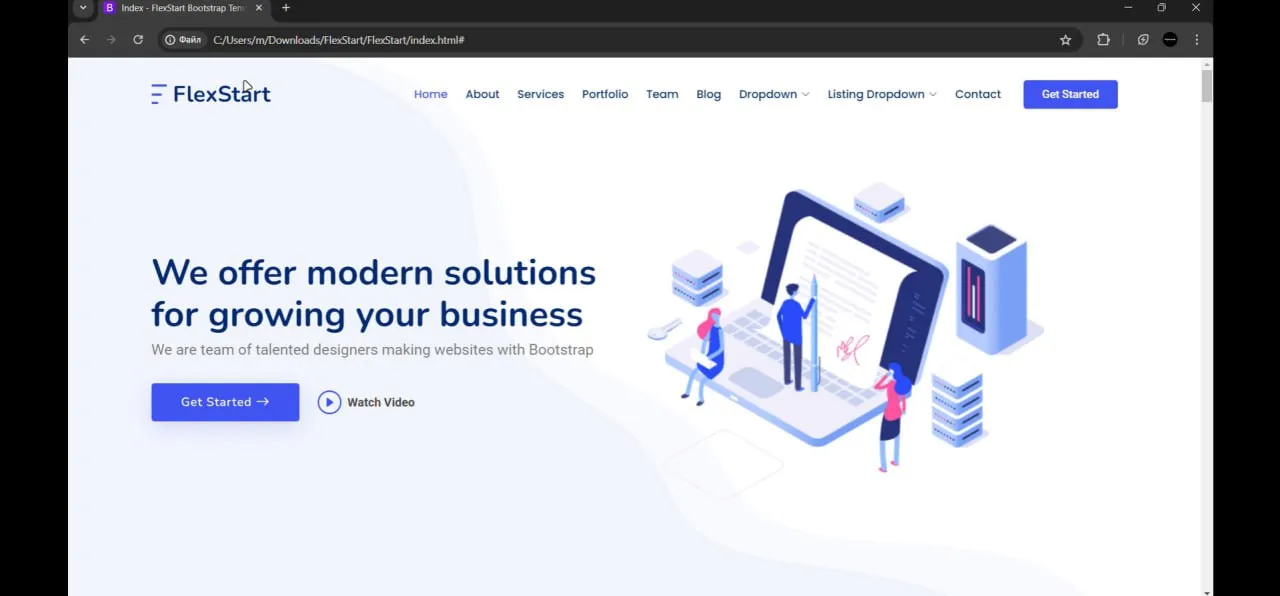 Index - FlexStart Bootstrap Tem
Файл C:/Users/m/Downloads/FlexStart/FlexStart/index.html#
FlexStart Home About Services Portfolio Team Blog Dropdown Listing Dropdown Contact Get Started
We offer modern solutions
for growing your business
We are team of talented designers making websites with Bootstrap
Get Started → Watch Video